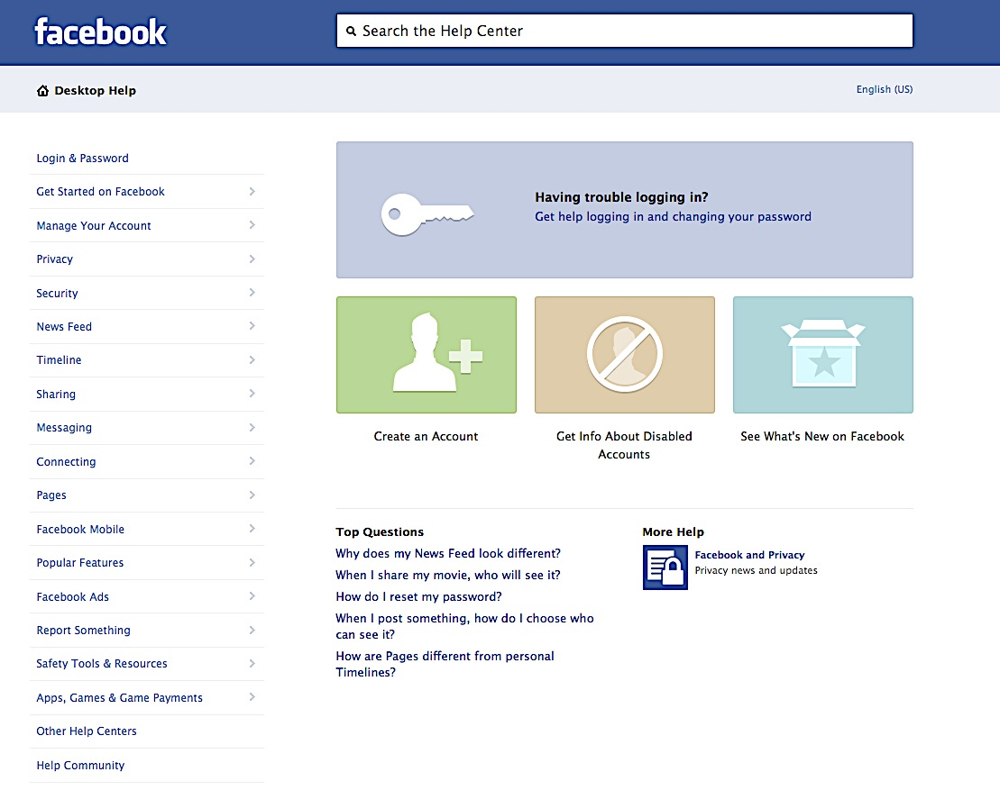 facebook
Search the Help Center
Desktop Help
English (US)
Login & Password
Get Started on Facebook
Manage Your Account
Privacy
Security
News Feed
Timeline
Sharing
Messaging
Connecting
Pages
Facebook Mobile
Popular Features
Facebook Ads
Report Something
Safety Tools & Resources
Apps, Games & Game Payments
Other Help Centers
Help Community
Having trouble logging in?
Get help logging in and changing your password
Create an Account
Get Info About Disabled
Accounts
See What's New on Facebook
Top Questions
Why does my News Feed look different?
When I share my movie, who will see it?
How do I reset my password?
When I post something, how do I choose who
can see it?
How are Pages different from personal
Timelines?
More Help
Facebook and Privacy
Privacy news and updates